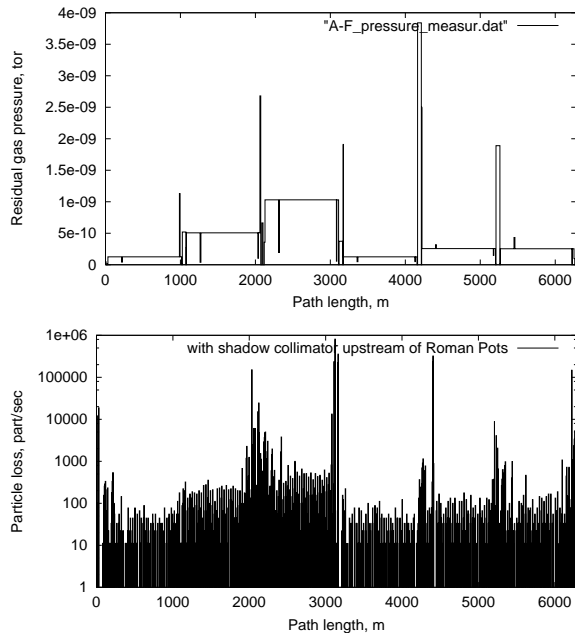 4e-09
"A-F_pressure_measur.dat"
3.5e-09
3e-09
2.5e-09
2e-09
1.5e-09
1e-09
5e-10
0
Residual gas pressure, tor
0 1000 2000 3000 4000 5000 6000
Path length, m
1e+06
with shadow collimator upstream of Roman Pots
100000
10000
1000
100
10
1
Particle loss, part/sec
0 1000 2000 3000 4000 5000 6000
Path length, m